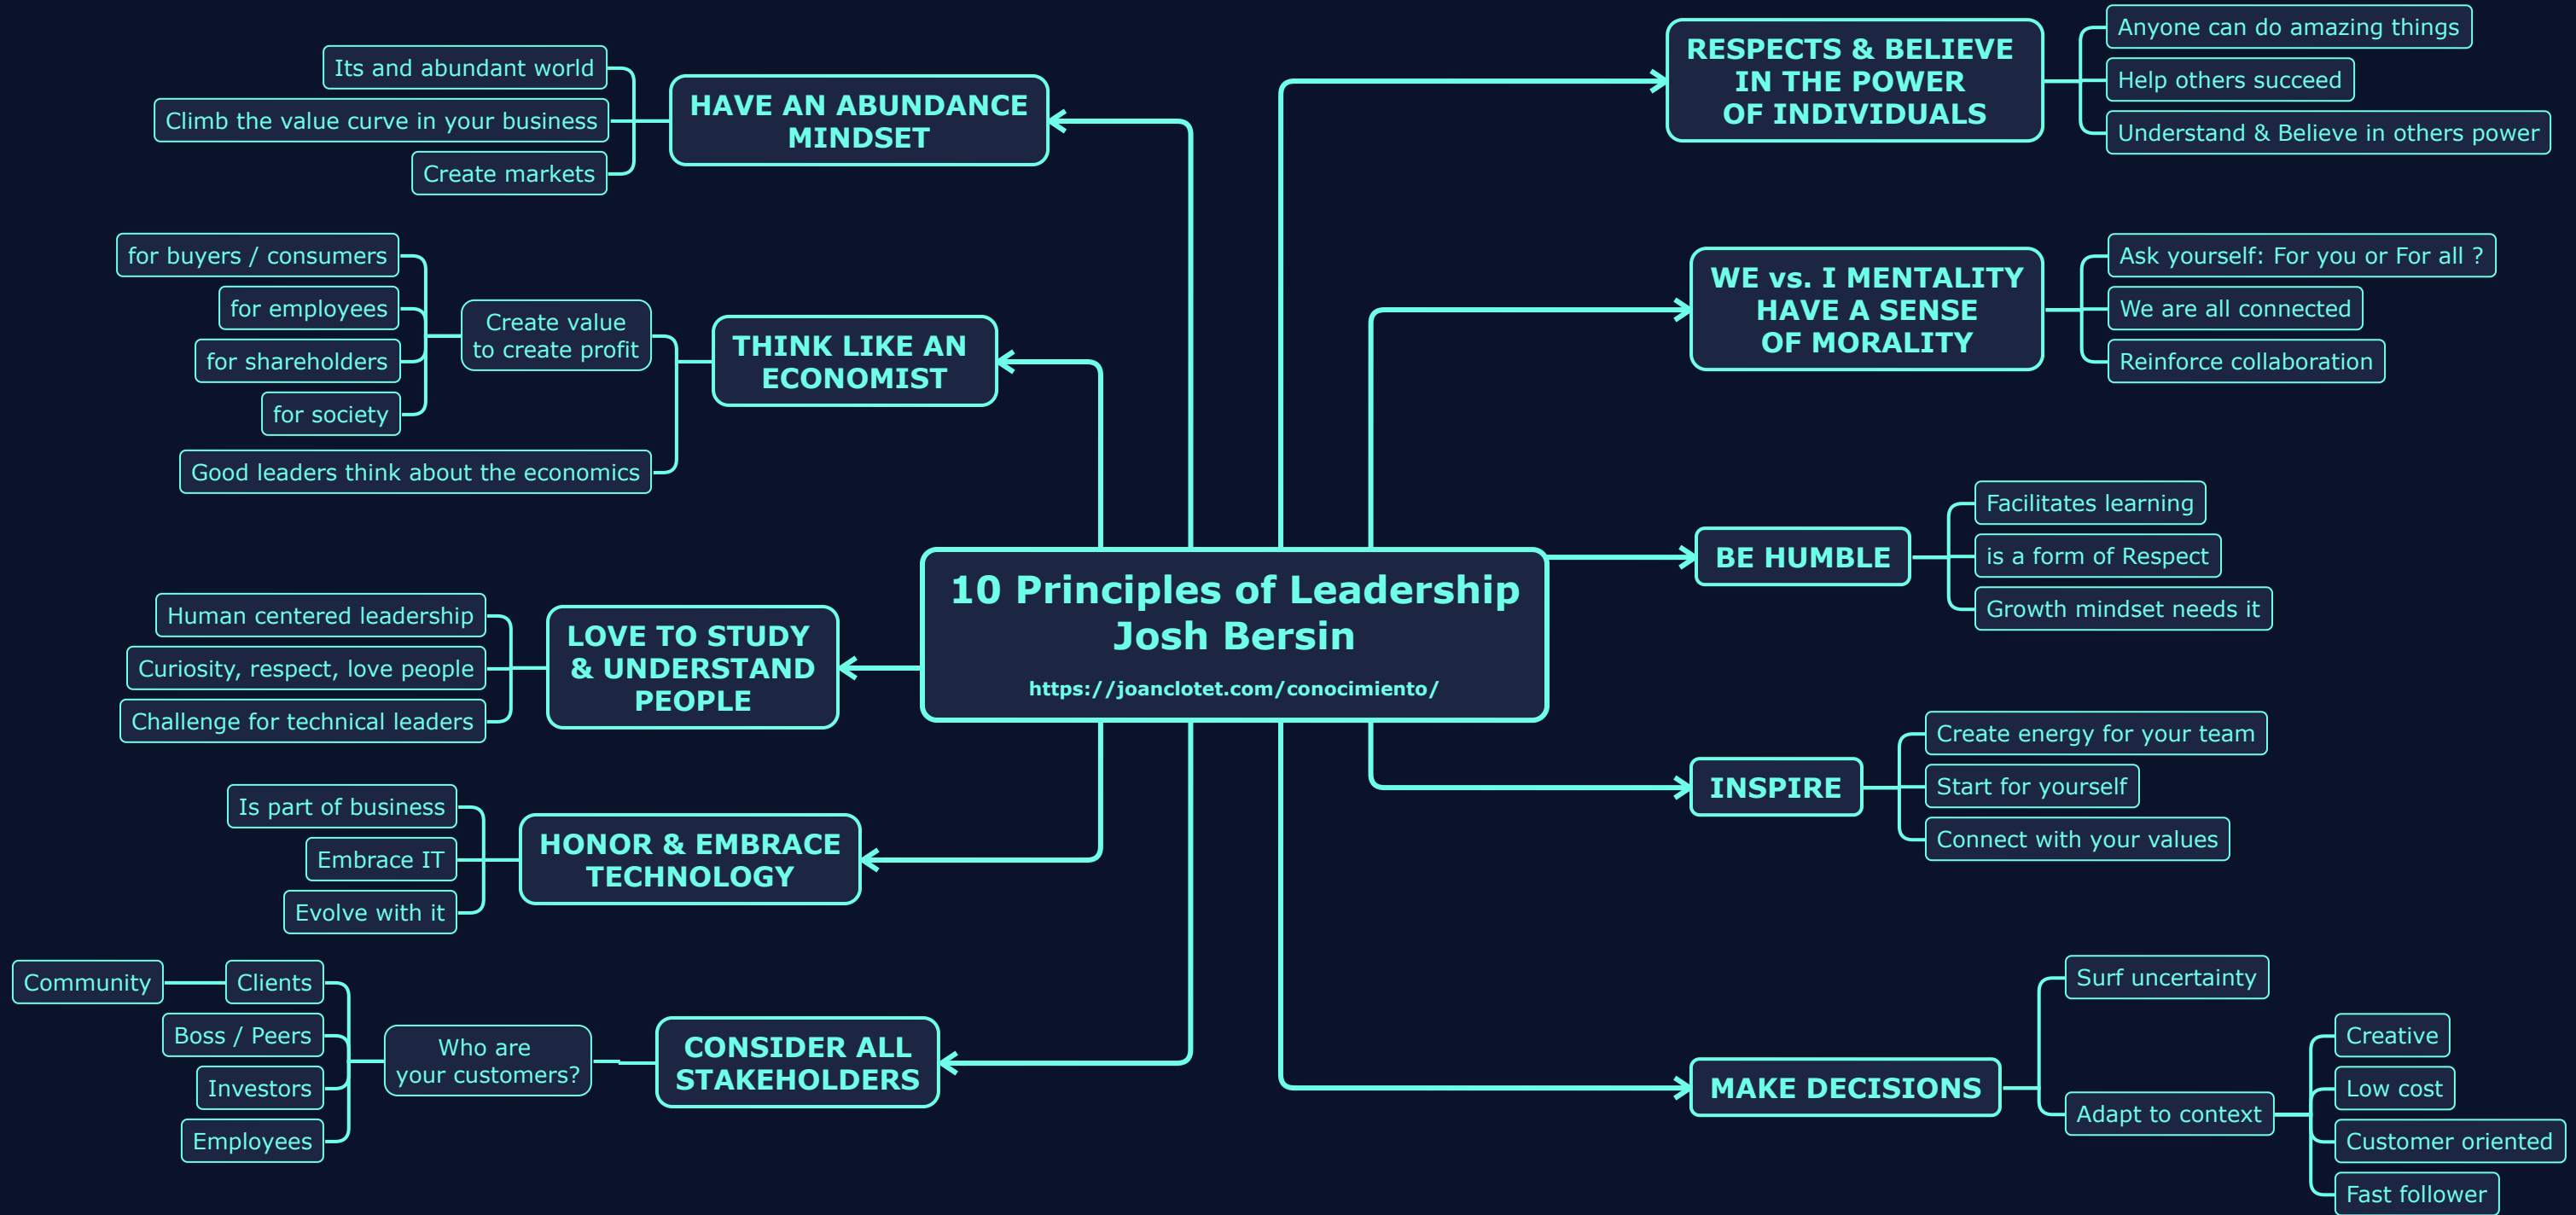 10 Principles of Leadership
Josh Bersin
https://joanclotet.com/conocimiento/
RESPECTS & BELIEVE
IN THE POWER
OF INDIVIDUALS
Anyone can do amazing things
Help others succeed
Understand & Believe in others power
WE vs. I MENTALITY
HAVE A SENSE
OF MORALITY
Ask yourself: For you or For all ?
We are all connected
Reinforce collaboration
BE HUMBLE
Facilitates learning
is a form of Respect
Growth mindset needs it
INSPIRE
Create energy for your team
Start for yourself
Connect with your values
MAKE DECISIONS
Surf uncertainty
Adapt to context
Creative
Low cost
Customer oriented
Fast follower
HAVE AN ABUNDANCE
MINDSET
Its and abundant world
Climb the value curve in your business
Create markets
THINK LIKE AN
ECONOMIST
Create value
to create profit
for buyers / consumers
for employees
for shareholders
for society
Good leaders think about the economics
LOVE TO STUDY
& UNDERSTAND
PEOPLE
Human centered leadership
Curiosity, respect, love people
Challenge for technical leaders
HONOR & EMBRACE
TECHNOLOGY
Is part of business
Embrace IT
Evolve with it
CONSIDER ALL
STAKEHOLDERS
Who are
your customers?
Clients
Community
Boss / Peers
Investors
Employees